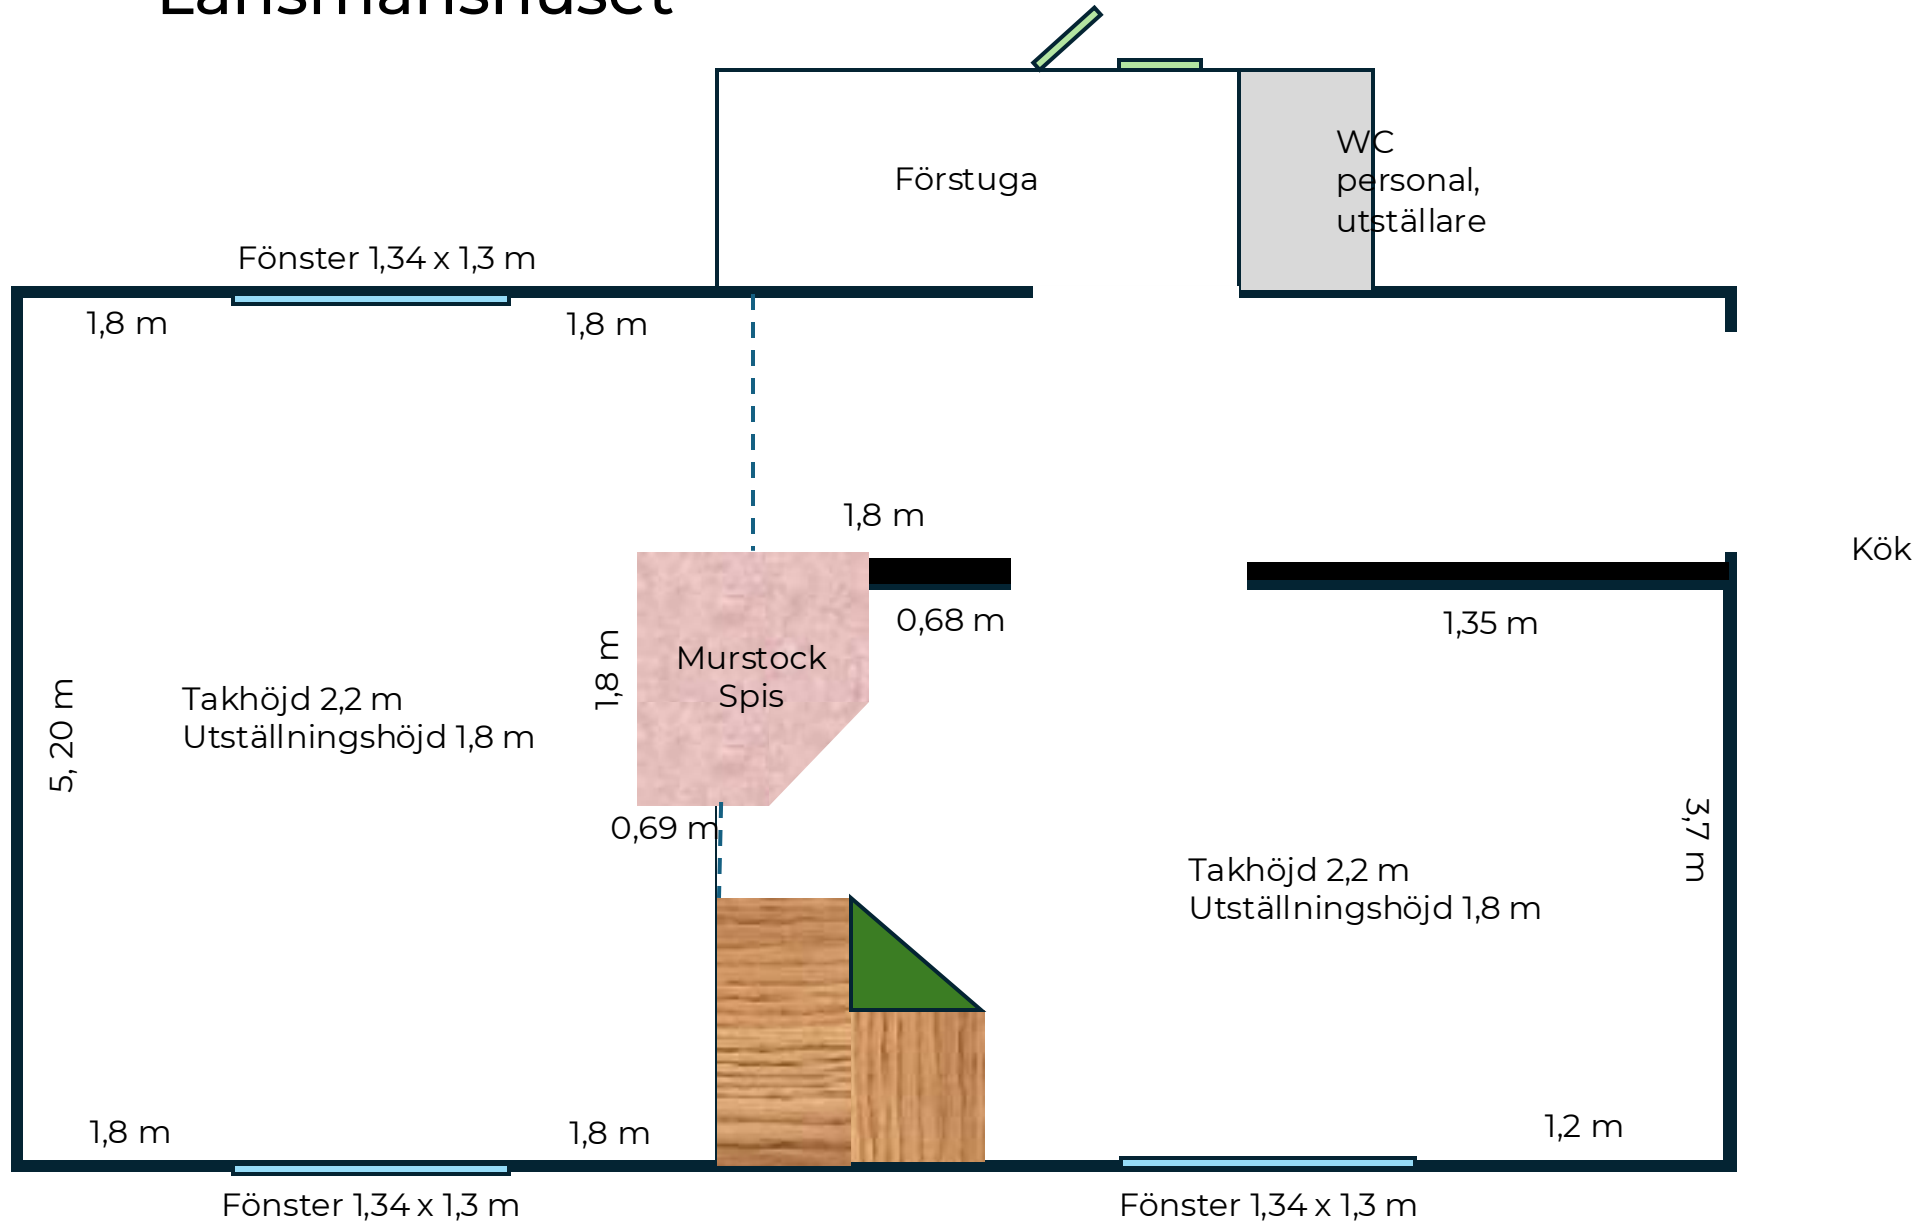 Länsmanshuset
WC
personal,
utställare
Förstuga
Fönster 1,34 x 1,3 m
1,8 m
1,8 m
1,8 m
Kök
0,68 m
1,35 m
1,8 m
Murstock
Spis
5, 20 m
Takhöjd 2,2 m
Utställningshöjd 1,8 m
0,69 m
3,7 m
Takhöjd 2,2 m
Utställningshöjd 1,8 m
1,8 m
1,8 m
1,2 m
Fönster 1,34 x 1,3 m
Fönster 1,34 x 1,3 m